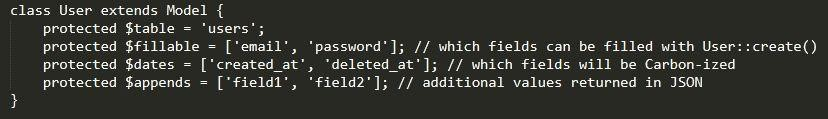 class User extends Model {
    protected $table = 'users';
    protected $fillable = ['email', 'password']; // which fields can be filled with User::create()
    protected $dates = ['created_at', 'deleted_at']; // which fields will be Carbon-ized
    protected $appends = ['field1', 'field2']; // additional values returned in JSON
}